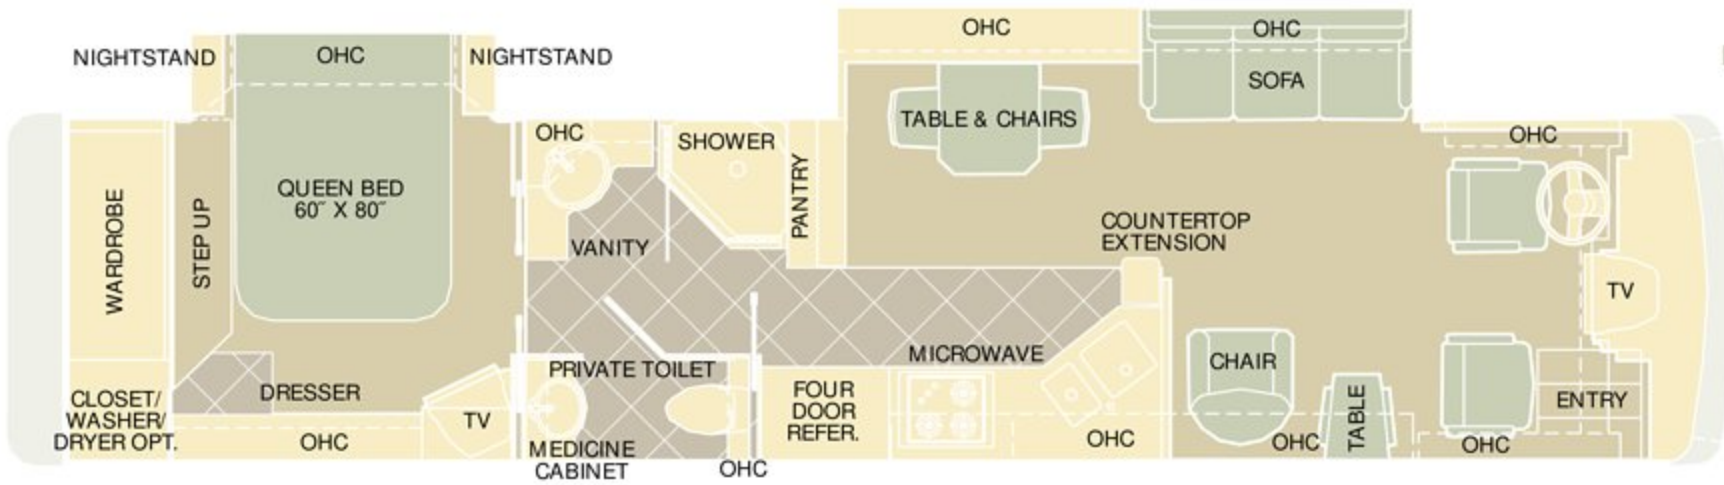 NIGHTSTAND
OHC
NIGHTSTAND
OHC
OHC
SOFA
TABLE & CHAIRS
OHC
SHOWER
OHC
PANTRY
WARDROBE
STEP UP
QUEEN BED
60˝ X 80˝
VANITY
COUNTERTOP
EXTENSION
TV
MICROWAVE
CHAIR
PRIVATE TOILET
DRESSER
CLOSET/
WASHER/
DRYER OPT.
OHC
TV
MEDICINE
CABINET
OHC
FOUR
DOOR
REFER.
OHC
OHC
TABLE
OHC
ENTRY